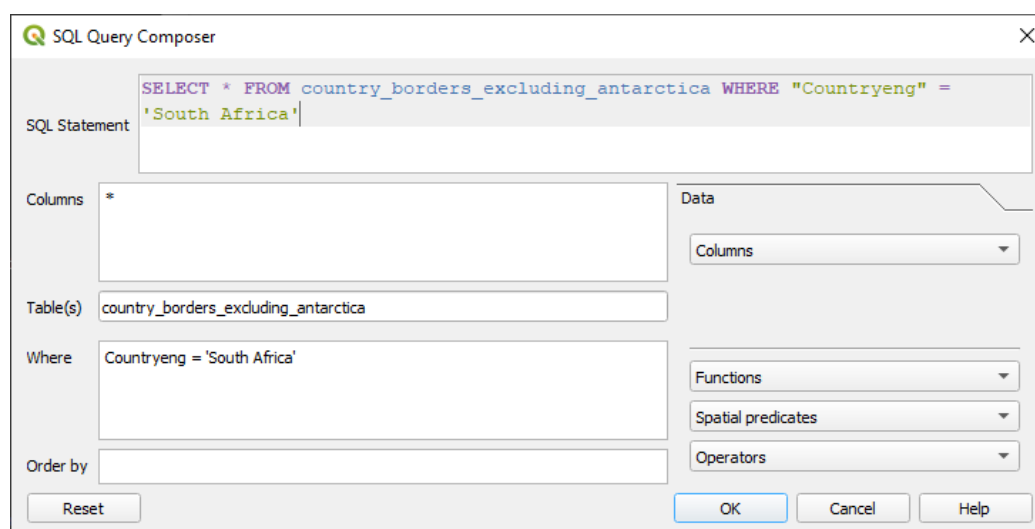 SQL Query Composer
SELECT * FROM country_borders_excluding_antarctica WHERE "Countryeng" =
'South Africa'
SQL Statement
Columns
*
Data
Columns
Table(s)
country_borders_excluding_antarctica
Where
Countryeng = 'South Africa'
Functions
Spatial predicates
Operators
Order by
Reset
OK
Cancel
Help